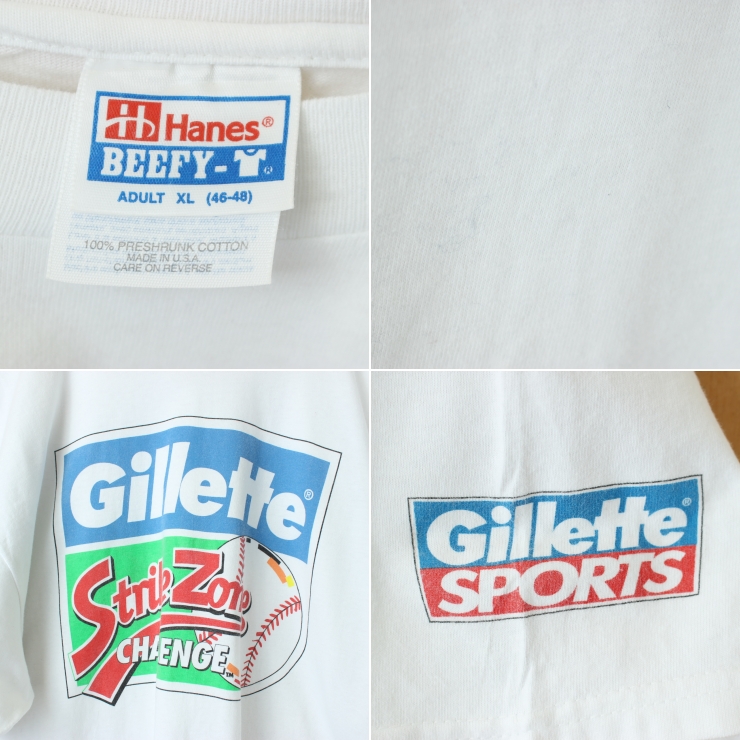 Hanes®
BEEFY-T®
ADULT XL (46-48)
100% PRESHRUNK COTTON
MADE IN U.S.A.
CARE ON REVERSE
Gillette®
Strike Zone
CHALLENGE™
Gillette®
SPORTS